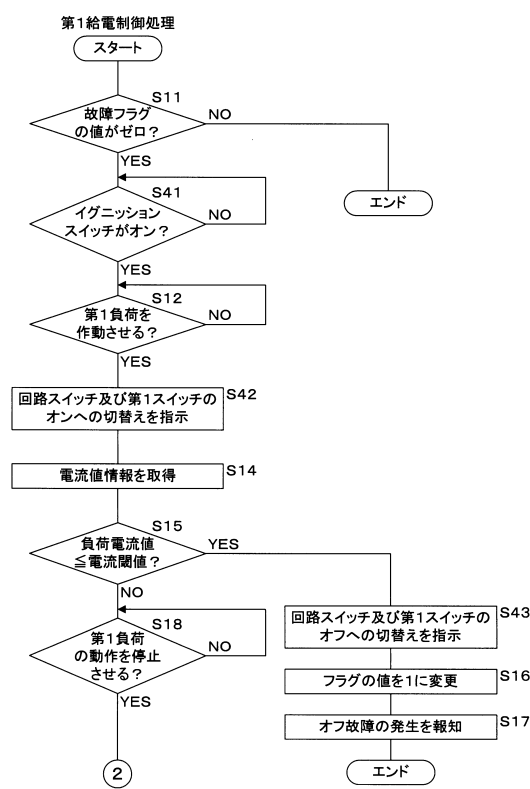 第1給電制御処理
スタート
S11
故障フラグ
の値がゼロ?
NO
YES
エンド
S41
イグニッション
スイッチがオン?
NO
YES
S12
第1負荷を
作動させる?
NO
YES
回路スイッチ及び第1スイッチの
オンへの切替えを指示
S42
電流値情報を取得
S14
S15
負荷電流値
≦電流閾値?
YES
NO
S18
第1負荷
の動作を停止
させる?
NO
YES
2
回路スイッチ及び第1スイッチの
オフへの切替えを指示
S43
フラグの値を1に変更
S16
オフ故障の発生を報知
S17
エンド